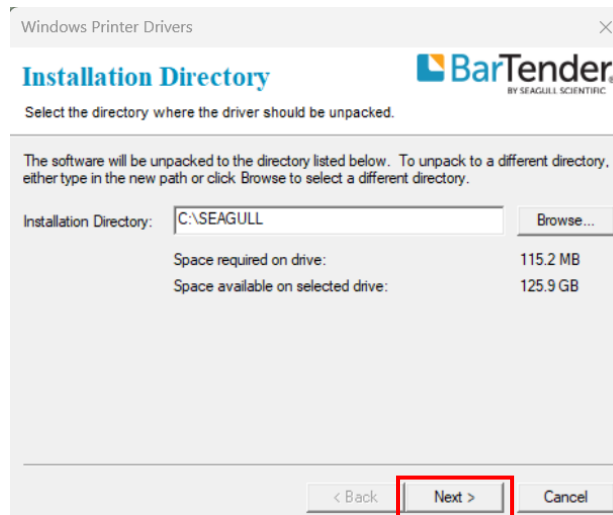 Windows Printer Drivers
Installation Directory
BarTender
BY SEAGULL SCIENTIFIC
Select the directory where the driver should be unpacked.
The software will be unpacked to the directory listed below. To unpack to a different directory,
either type in the new path or click Browse to select a different directory.
Installation Directory: C:\SEAGULL Browse...
Space required on drive: 115.2 MB
Space available on selected drive: 125.9 GB
< Back Next > Cancel